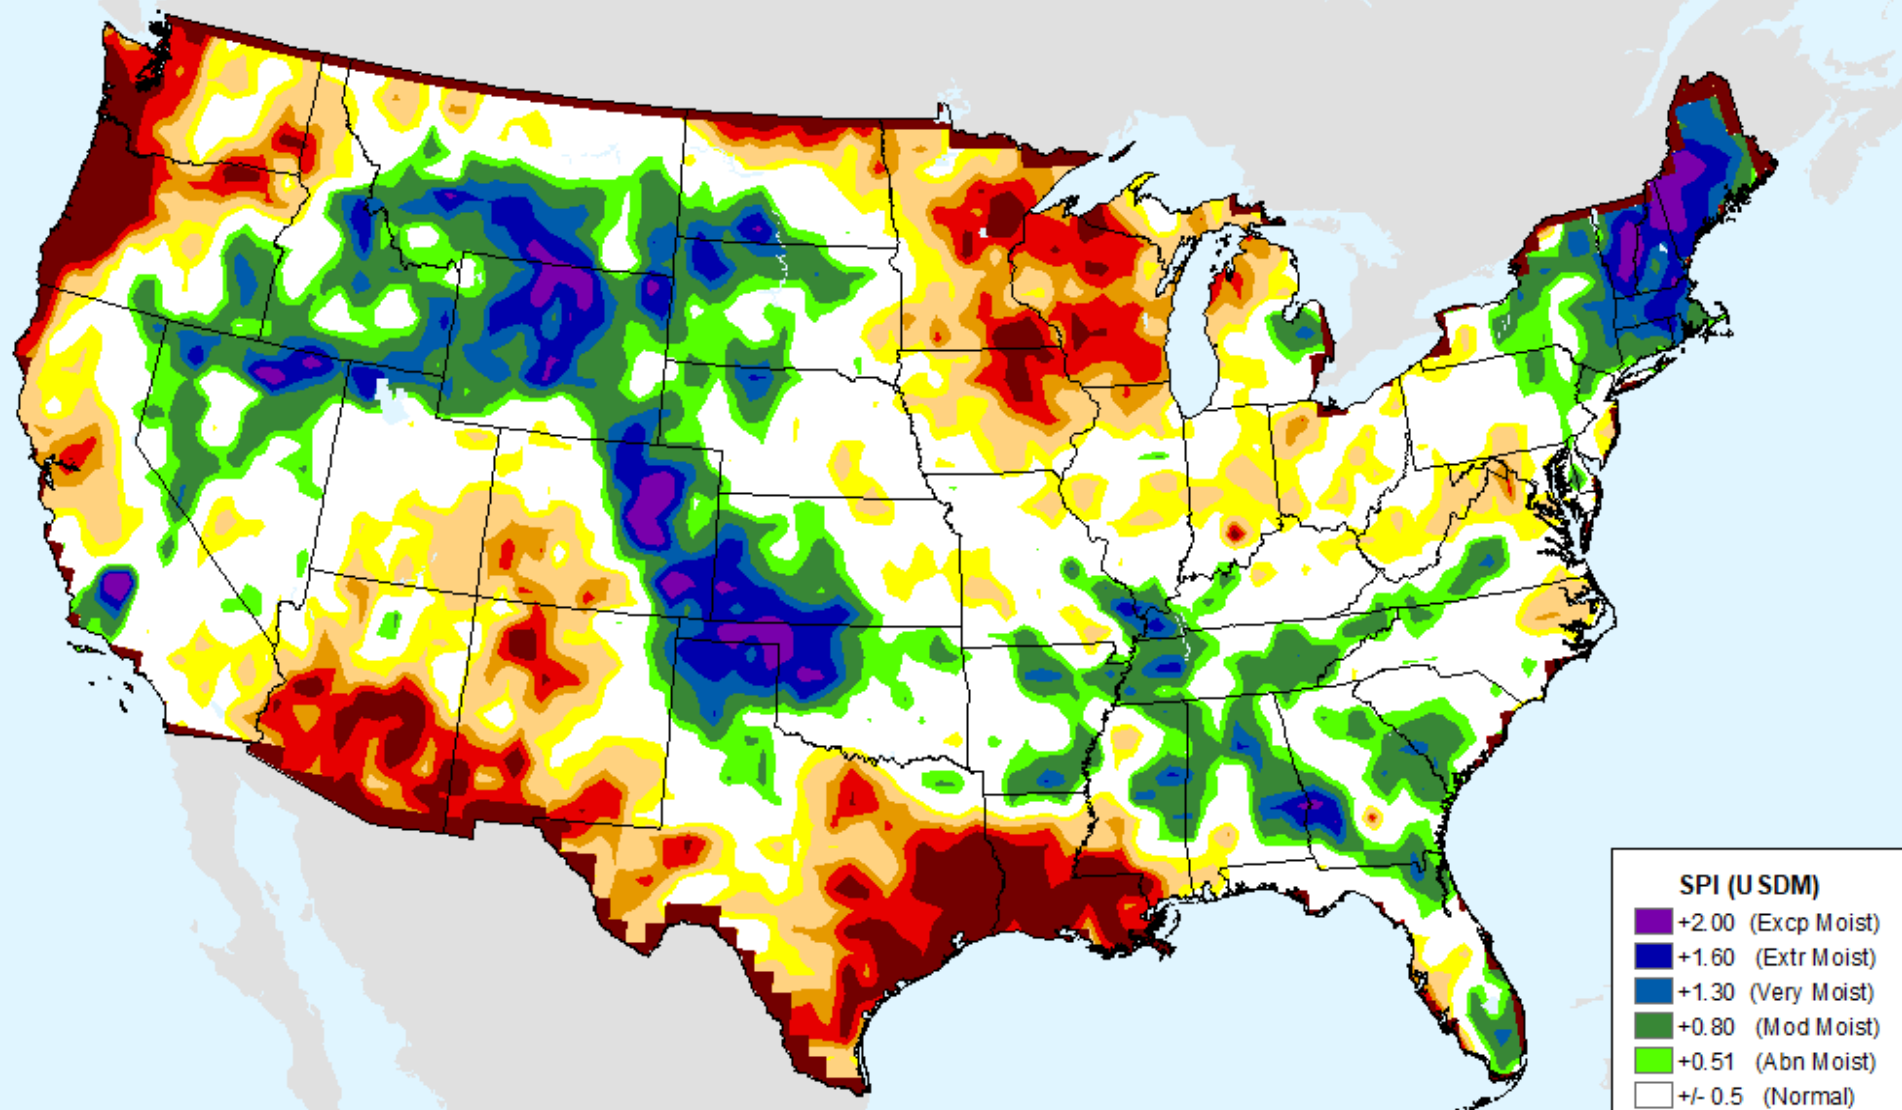 SPI (USDM)
+2.00 (Excp Moist)
+1.60 (Extr Moist)
+1.30 (Very Moist)
+0.80 (Mod Moist)
+0.51 (Abn Moist)
+/- 0.5 (Normal)